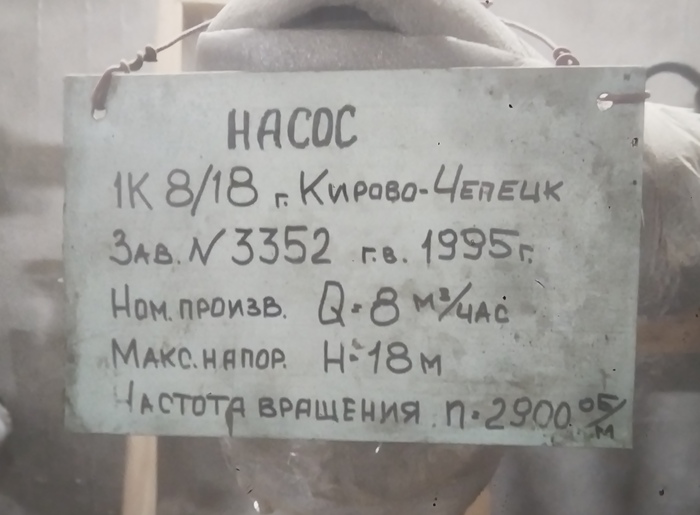 НАСОС
1К 8/18 г. Кирово-Чепецк
Зав. N 3352 г.в. 1995г.
Ном. произв. Q=8 м³/час
Макс. напор. H=18 м
Частота вращения. n=2900 об/м